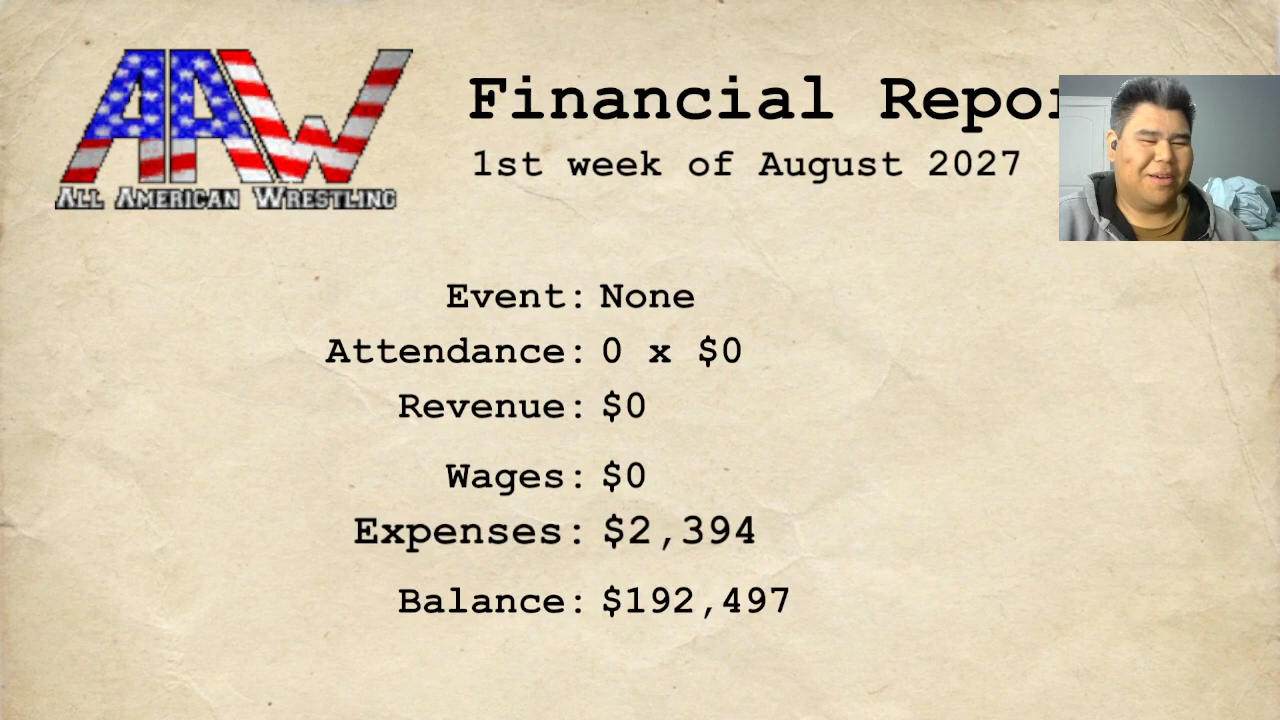 AAW
ALL AMERICAN WRESTLING
Financial Repor
1st week of August 2027
Event: None
Attendance: 0 x $0
Revenue: $0
Wages: $0
Expenses: $2,394
Balance: $192,497